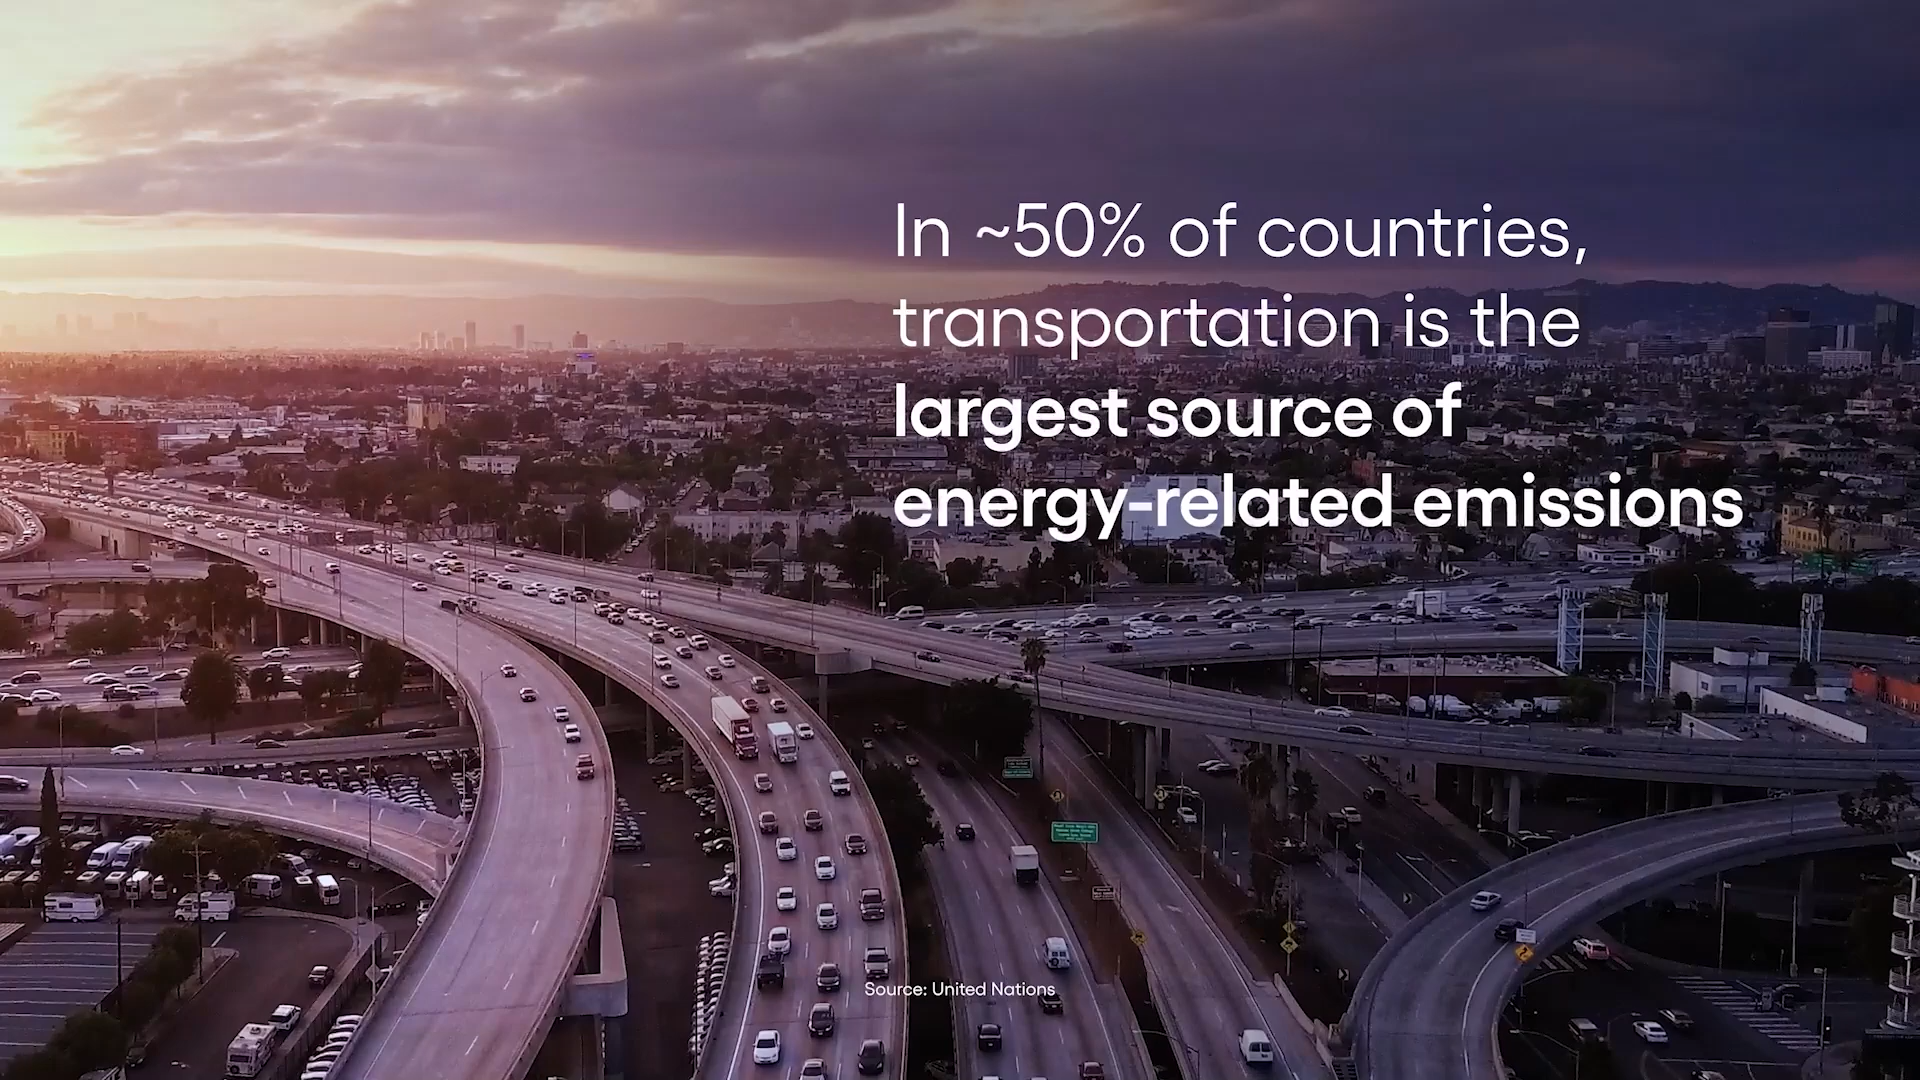 In ~50% of countries,
transportation is the
largest source of
energy-related emissions
Source: United Nations